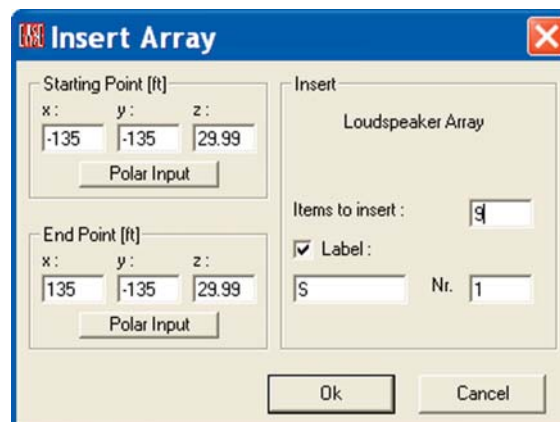 EASE Insert Array
Starting Point [ft]
x : y : z :
-135 -135 29.99
Polar Input
End Point [ft]
x : y : z :
135 -135 29.99
Polar Input
Insert
Loudspeaker Array
Items to insert : 9
Label :
S Nr. 1
Ok Cancel